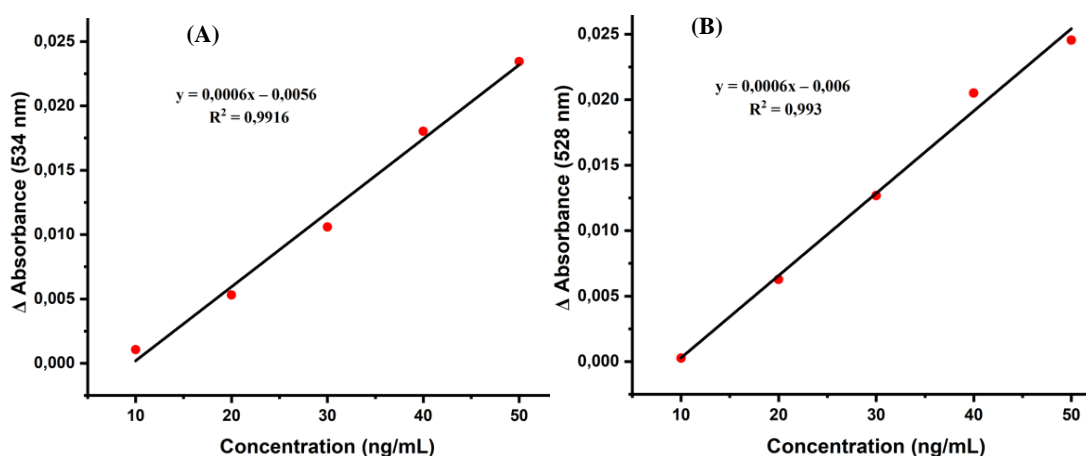 (A)
y = 0,0006x – 0,0056
R² = 0,9916
0,025
0,020
0,015
0,010
0,005
0,000
Δ Absorbance (534 nm)
10 20 30 40 50
Concentration (ng/mL)
(B)
y = 0,0006x – 0,006
R² = 0,993
0,025
0,020
0,015
0,010
0,005
0,000
Δ Absorbance (528 nm)
10 20 30 40 50
Concentration (ng/mL)